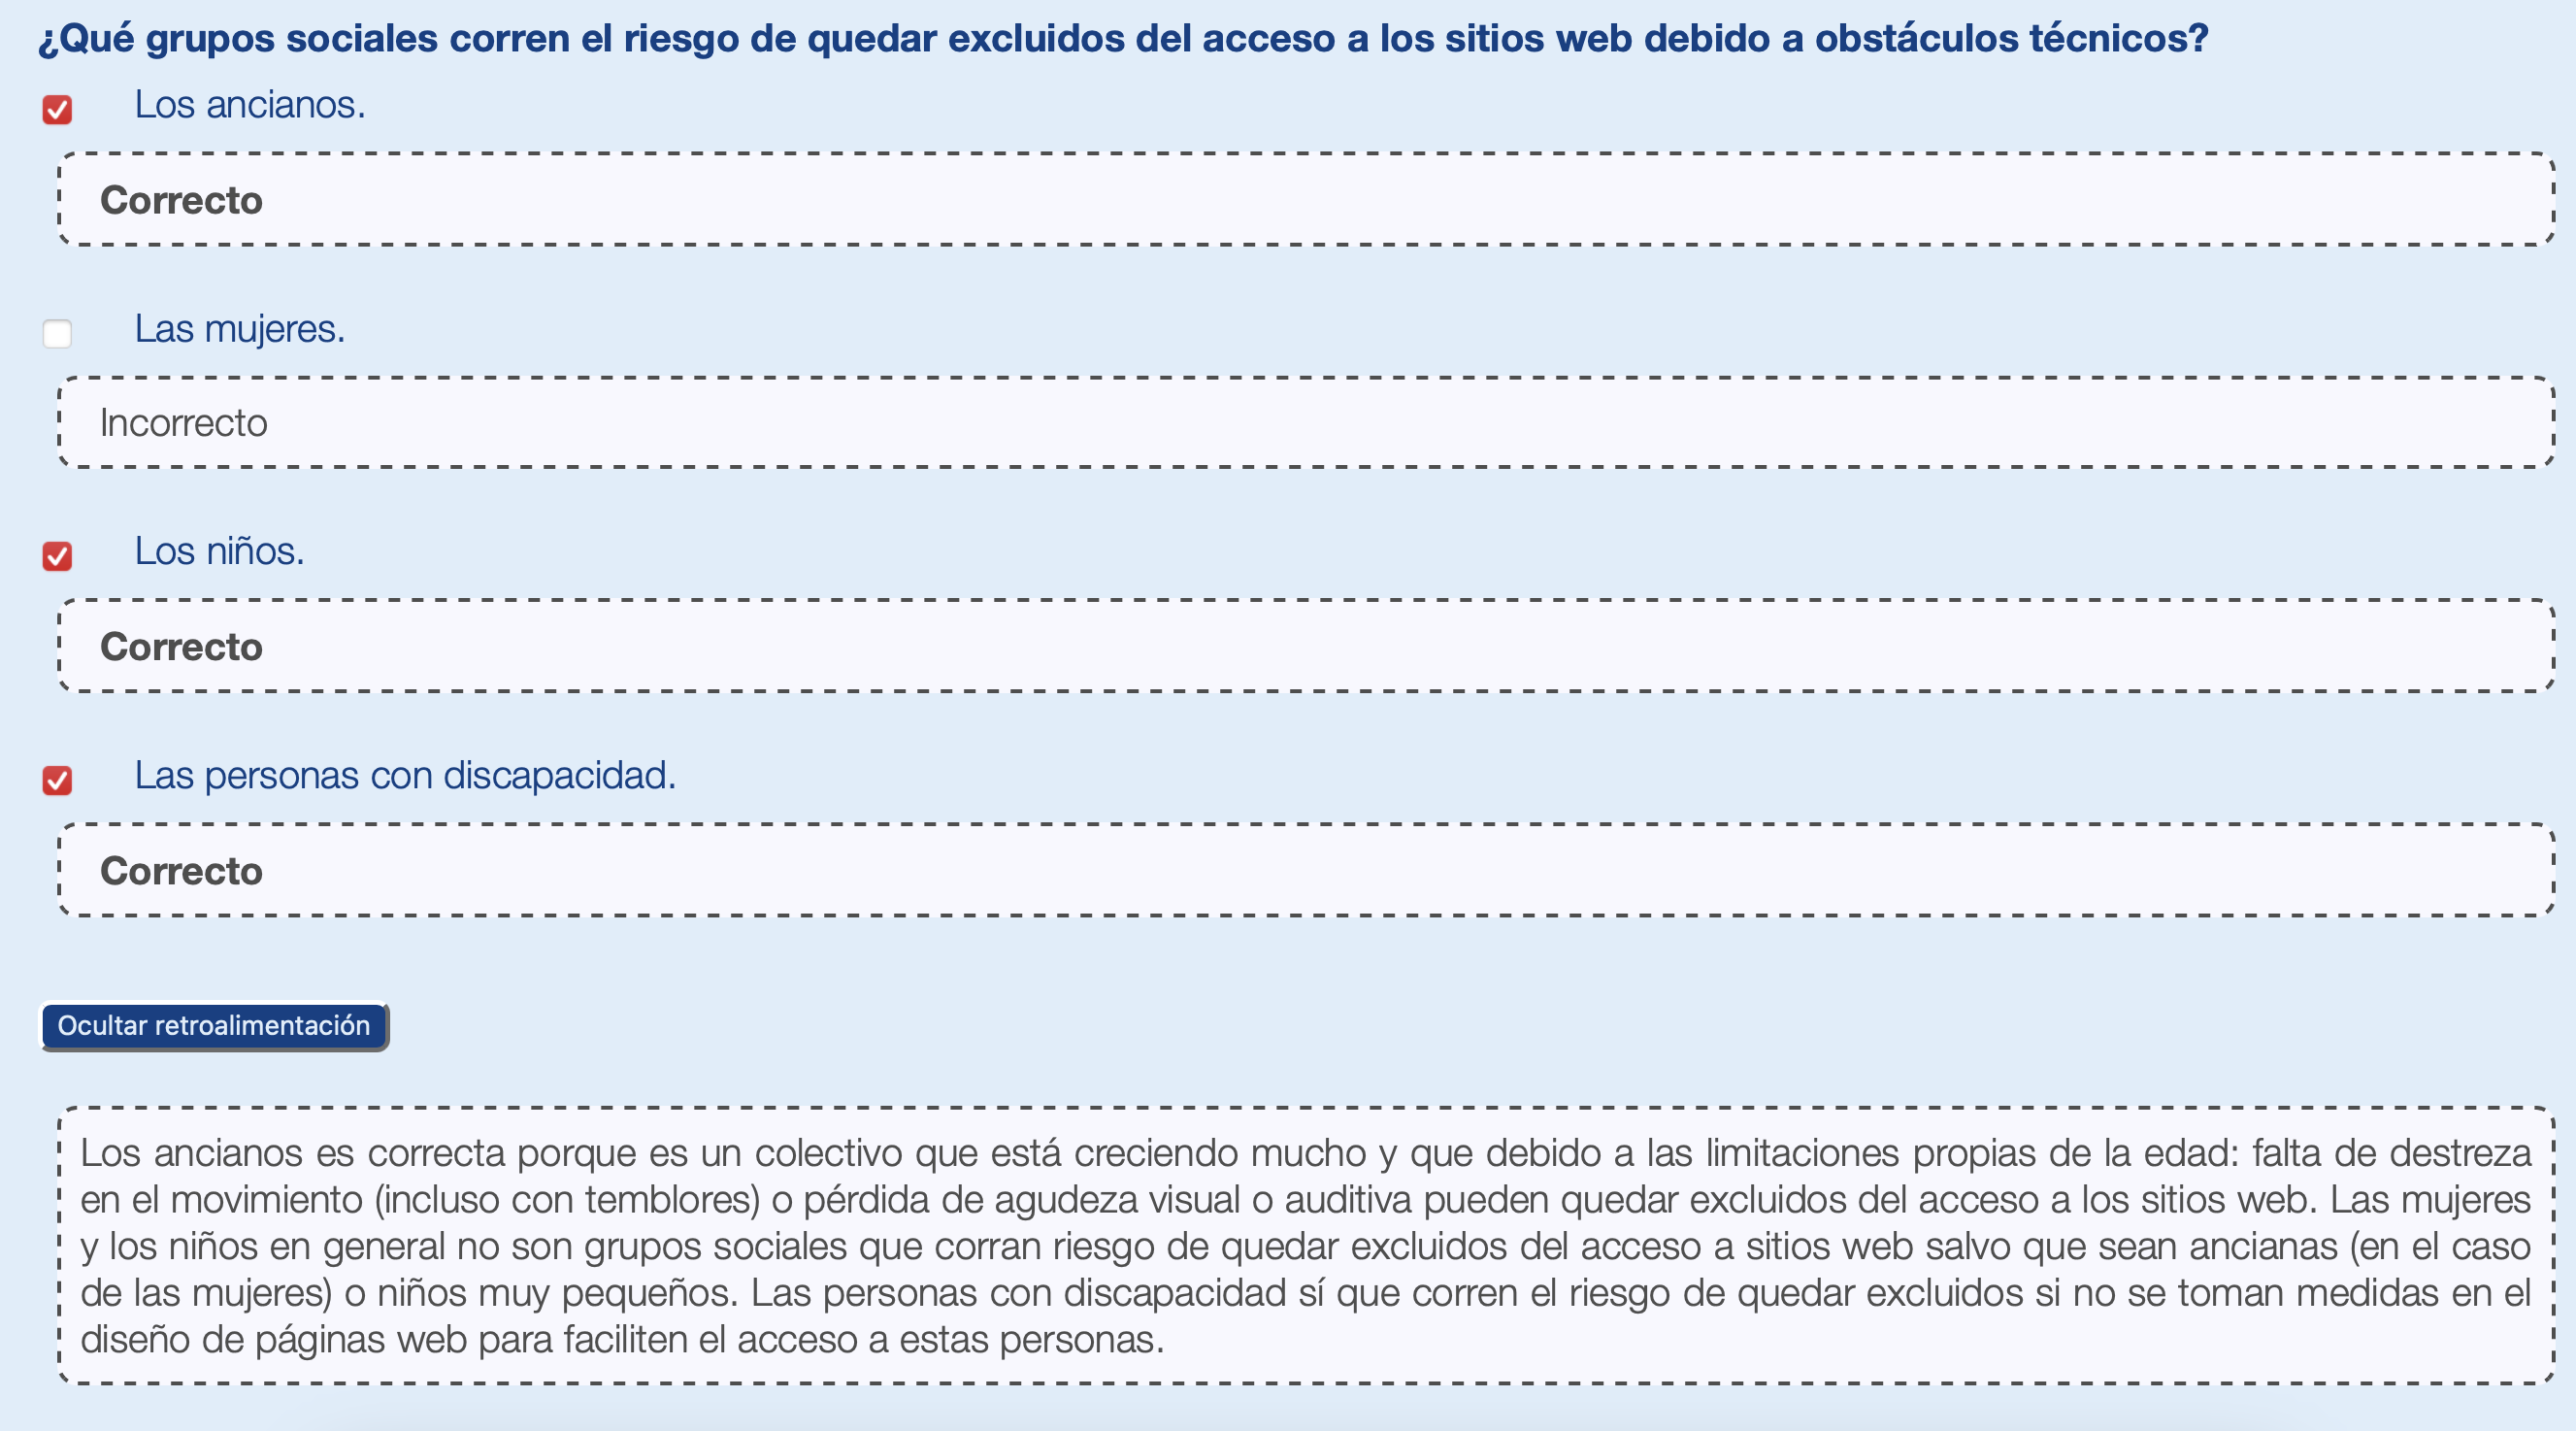 ¿Qué grupos sociales corren el riesgo de quedar excluidos del acceso a los sitios web debido a obstáculos técnicos?
Los ancianos.
Correcto
Las mujeres.
Incorrecto
Los niños.
Correcto
Las personas con discapacidad.
Correcto
Ocultar retroalimentación
Los ancianos es correcta porque es un colectivo que está creciendo mucho y que debido a las limitaciones propias de la edad: falta de destreza
en el movimiento (incluso con temblores) o pérdida de agudeza visual o auditiva pueden quedar excluidos del acceso a los sitios web. Las mujeres
y los niños en general no son grupos sociales que corran riesgo de quedar excluidos del acceso a sitios web salvo que sean ancianas (en el caso
de las mujeres) o niños muy pequeños. Las personas con discapacidad sí que corren el riesgo de quedar excluidos si no se toman medidas en el
diseño de páginas web para faciliten el acceso a estas personas.